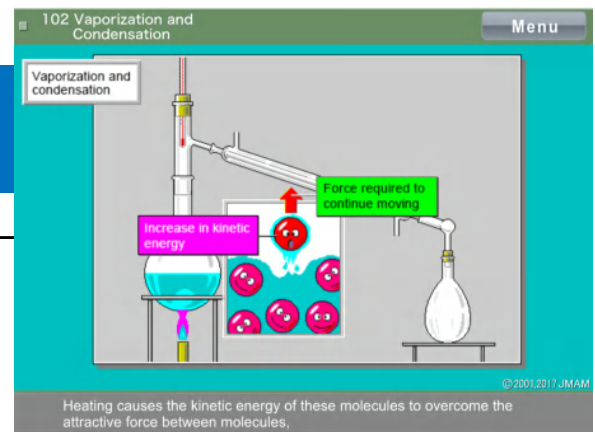 102 Vaporization and
Condensation
Menu
Vaporization and
condensation
Force required to
continue moving
Increase in kinetic
energy
©2001,2017 JMAM
Heating causes the kinetic energy of these molecules to overcome the
attractive force between molecules,